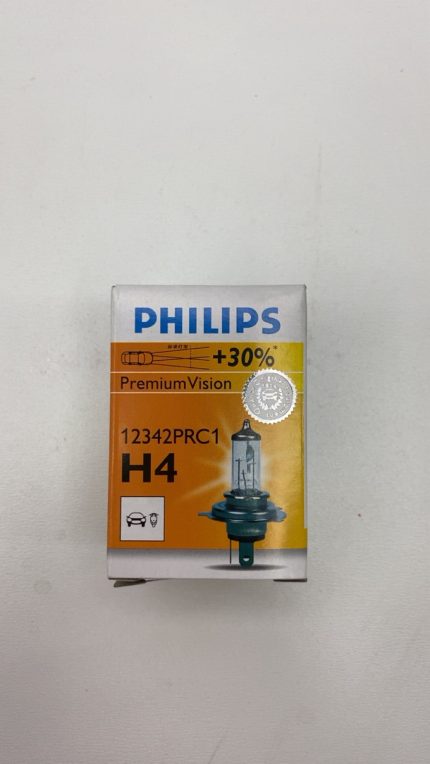 PHILIPS
+30%*
PremiumVision
12342PRC1
H4